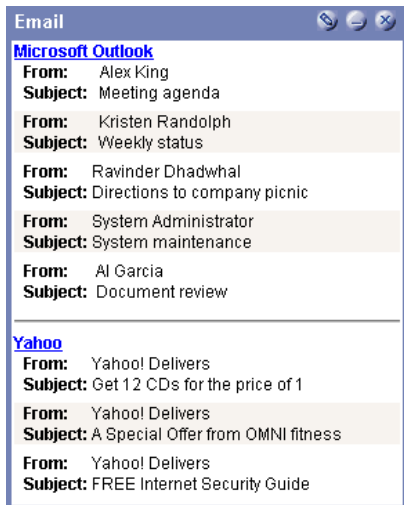 Email
Microsoft Outlook
From: Alex King
Subject: Meeting agenda
From: Kristen Randolph
Subject: Weekly status
From: Ravinder Dhadwhal
Subject: Directions to company picnic
From: System Administrator
Subject: System maintenance
From: Al Garcia
Subject: Document review
Yahoo
From: Yahoo! Delivers
Subject: Get 12 CDs for the price of 1
From: Yahoo! Delivers
Subject: A Special Offer from OMNI fitness
From: Yahoo! Delivers
Subject: FREE Internet Security Guide